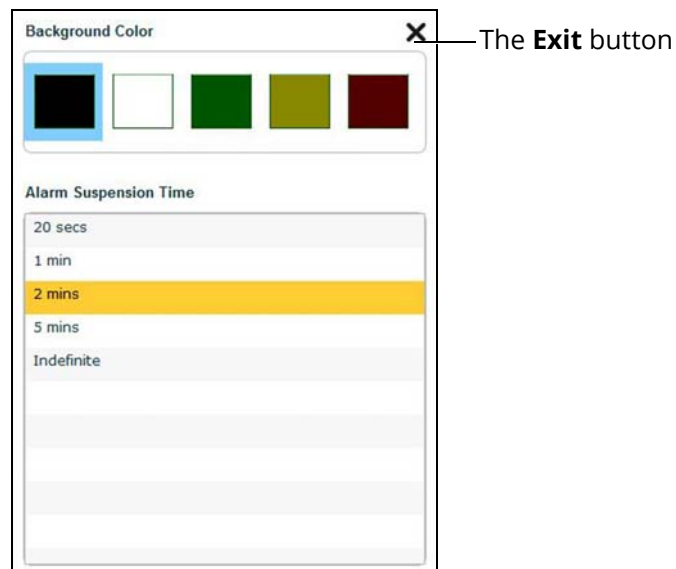 Background Color
The Exit button
Alarm Suspension Time
20 secs
1 min
2 mins
5 mins
Indefinite